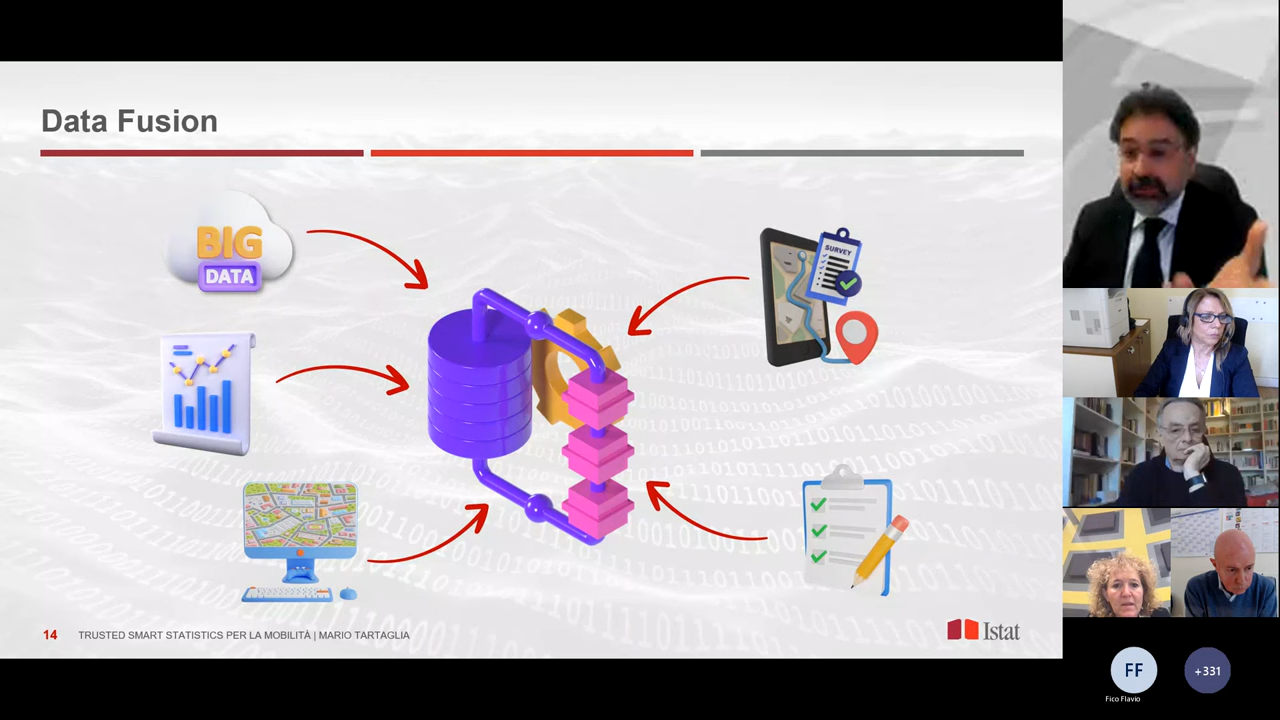 Data Fusion
BIG
DATA
SURVEY
14 TRUSTED SMART STATISTICS PER LA MOBILITÀ | MARIO TARTAGLIA
Istat
FF
Fico Flavio
+331